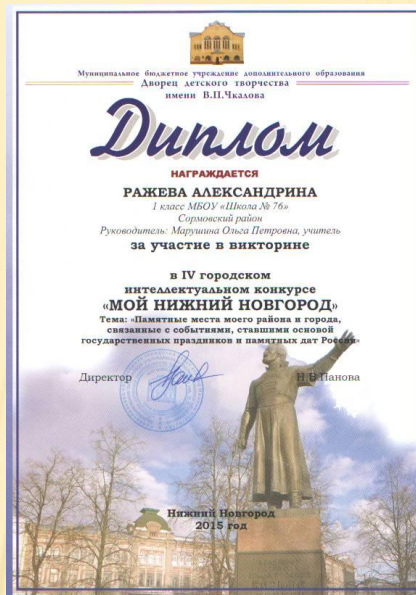 Муниципальное бюджетное учреждение дополнительного образования
Дворец детского творчества
имени В.П.Чкалова
Диплом
НАГРАЖДАЕТСЯ
РАЖЕВА АЛЕКСАНДРИНА
1 класс МБОУ «Школа № 76»
Сормовский район
Руководитель: Марушина Ольга Петровна, учитель
за участие в викторине
в IV городском
интеллектуальном конкурсе
«МОЙ НИЖНИЙ НОВГОРОД»
Тема: «Памятные места моего района и города,
связанные с событиями, ставшими основой
государственных праздников и памятных дат России»
Директор Н.В.Панова
Нижний Новгород
2015 год